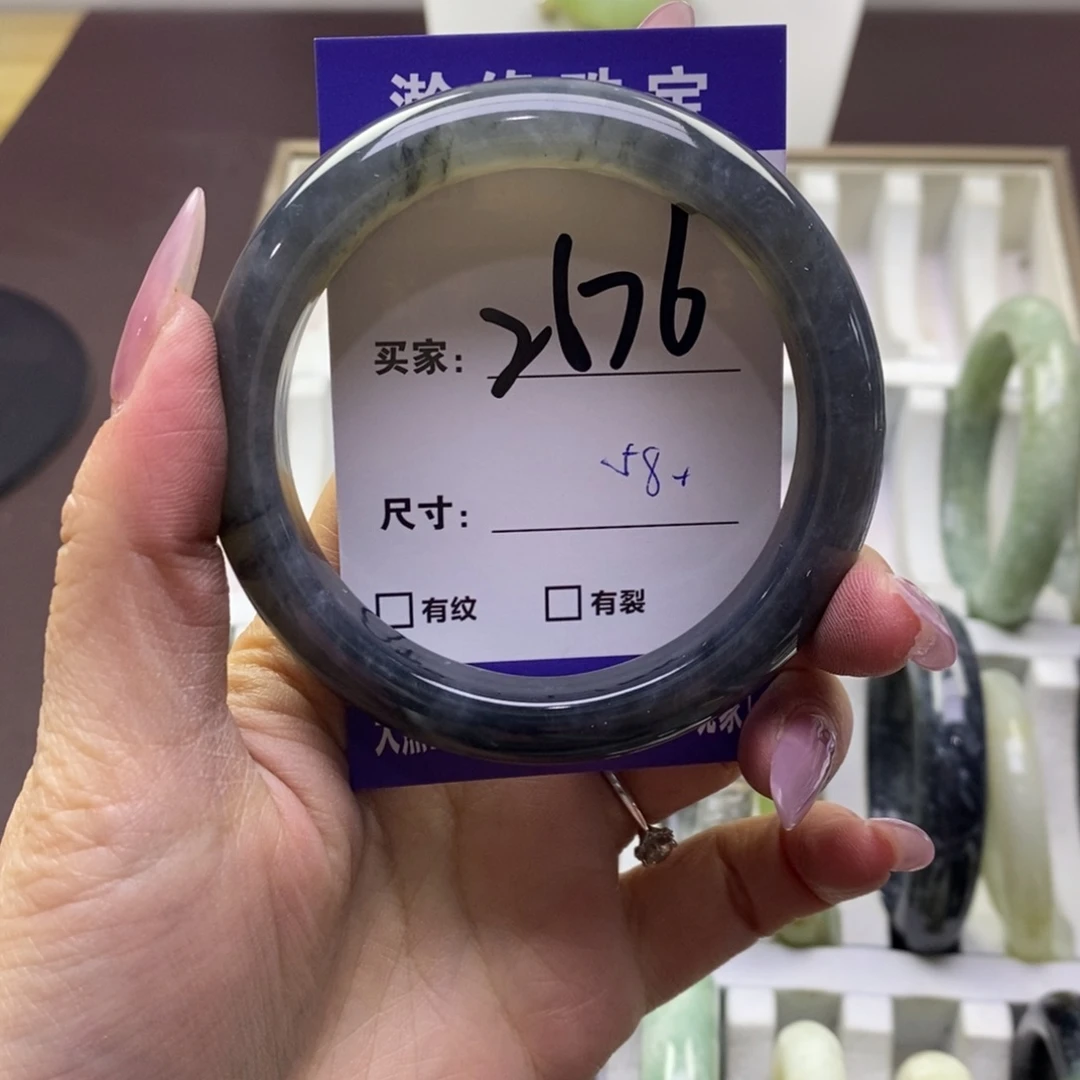 买家: 2176
尺寸: 58+
□有纹 □有裂